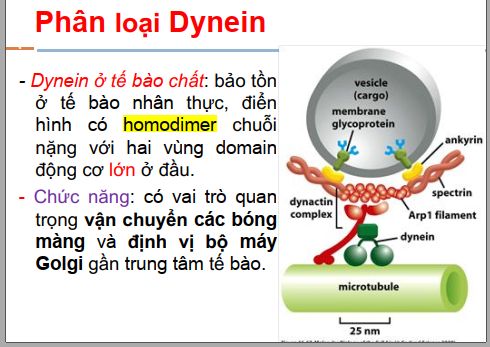 Phân loại Dynein
- Dynein ở tế bào chất: bảo tồn
ở tế bào nhân thực, điển
hình có homodimer chuỗi
nặng với hai vùng domain
động cơ lớn ở đầu.
- Chức năng: có vai trò quan
trọng vận chuyển các bóng
màng và định vị bộ máy
Golgi gần trung tâm tế bào.
vesicle
(cargo)
membrane
glycoprotein
ankyrin
spectrin
dynactin
complex
Arp1 filament
dynein
microtubule
25 nm